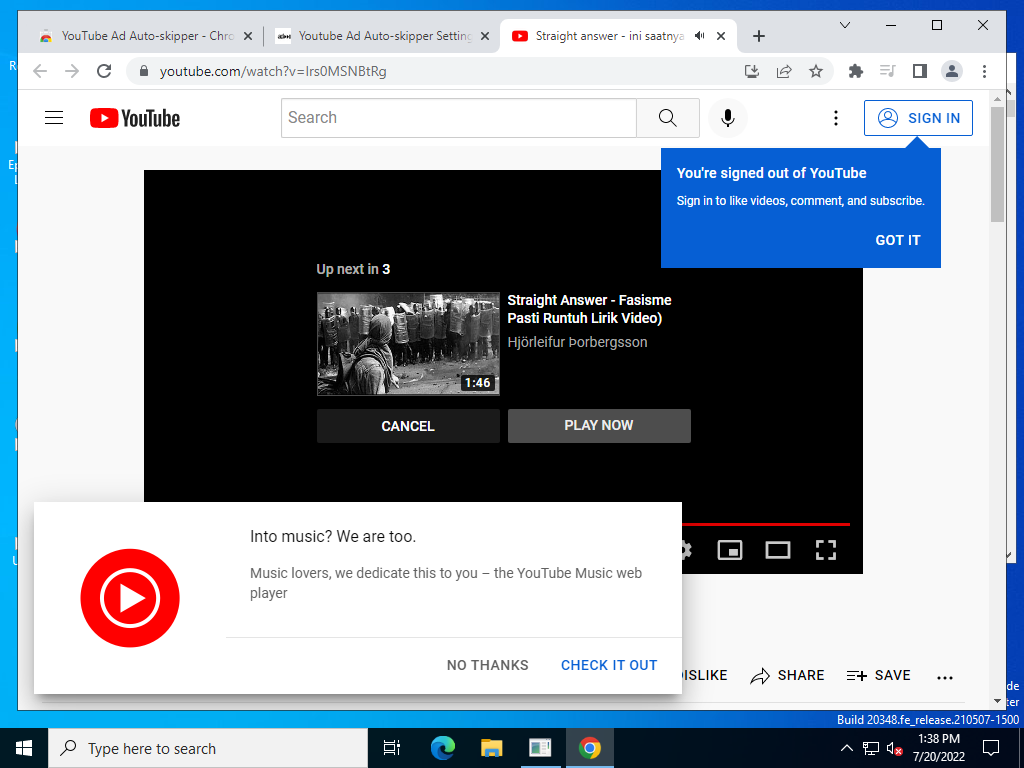 YouTube Ad Auto-skipper - Chro
Youtube Ad Auto-skipper Setting
Straight answer - ini saatnya
youtube.com/watch?v=Irs0MSNBtRg
YouTube
Search
SIGN IN
You're signed out of YouTube
Sign in to like videos, comment, and subscribe.
GOT IT
Up next in 3
Straight Answer - Fasisme
Pasti Runtuh Lirik Video)
Hjörleifur Þorbergsson
1:46
CANCEL
PLAY NOW
Into music? We are too.
Music lovers, we dedicate this to you – the YouTube Music web
player
NO THANKS
CHECK IT OUT
DISLIKE
SHARE
SAVE
Build 20348.fe_release.210507-1500
Type here to search
1:38 PM
7/20/2022